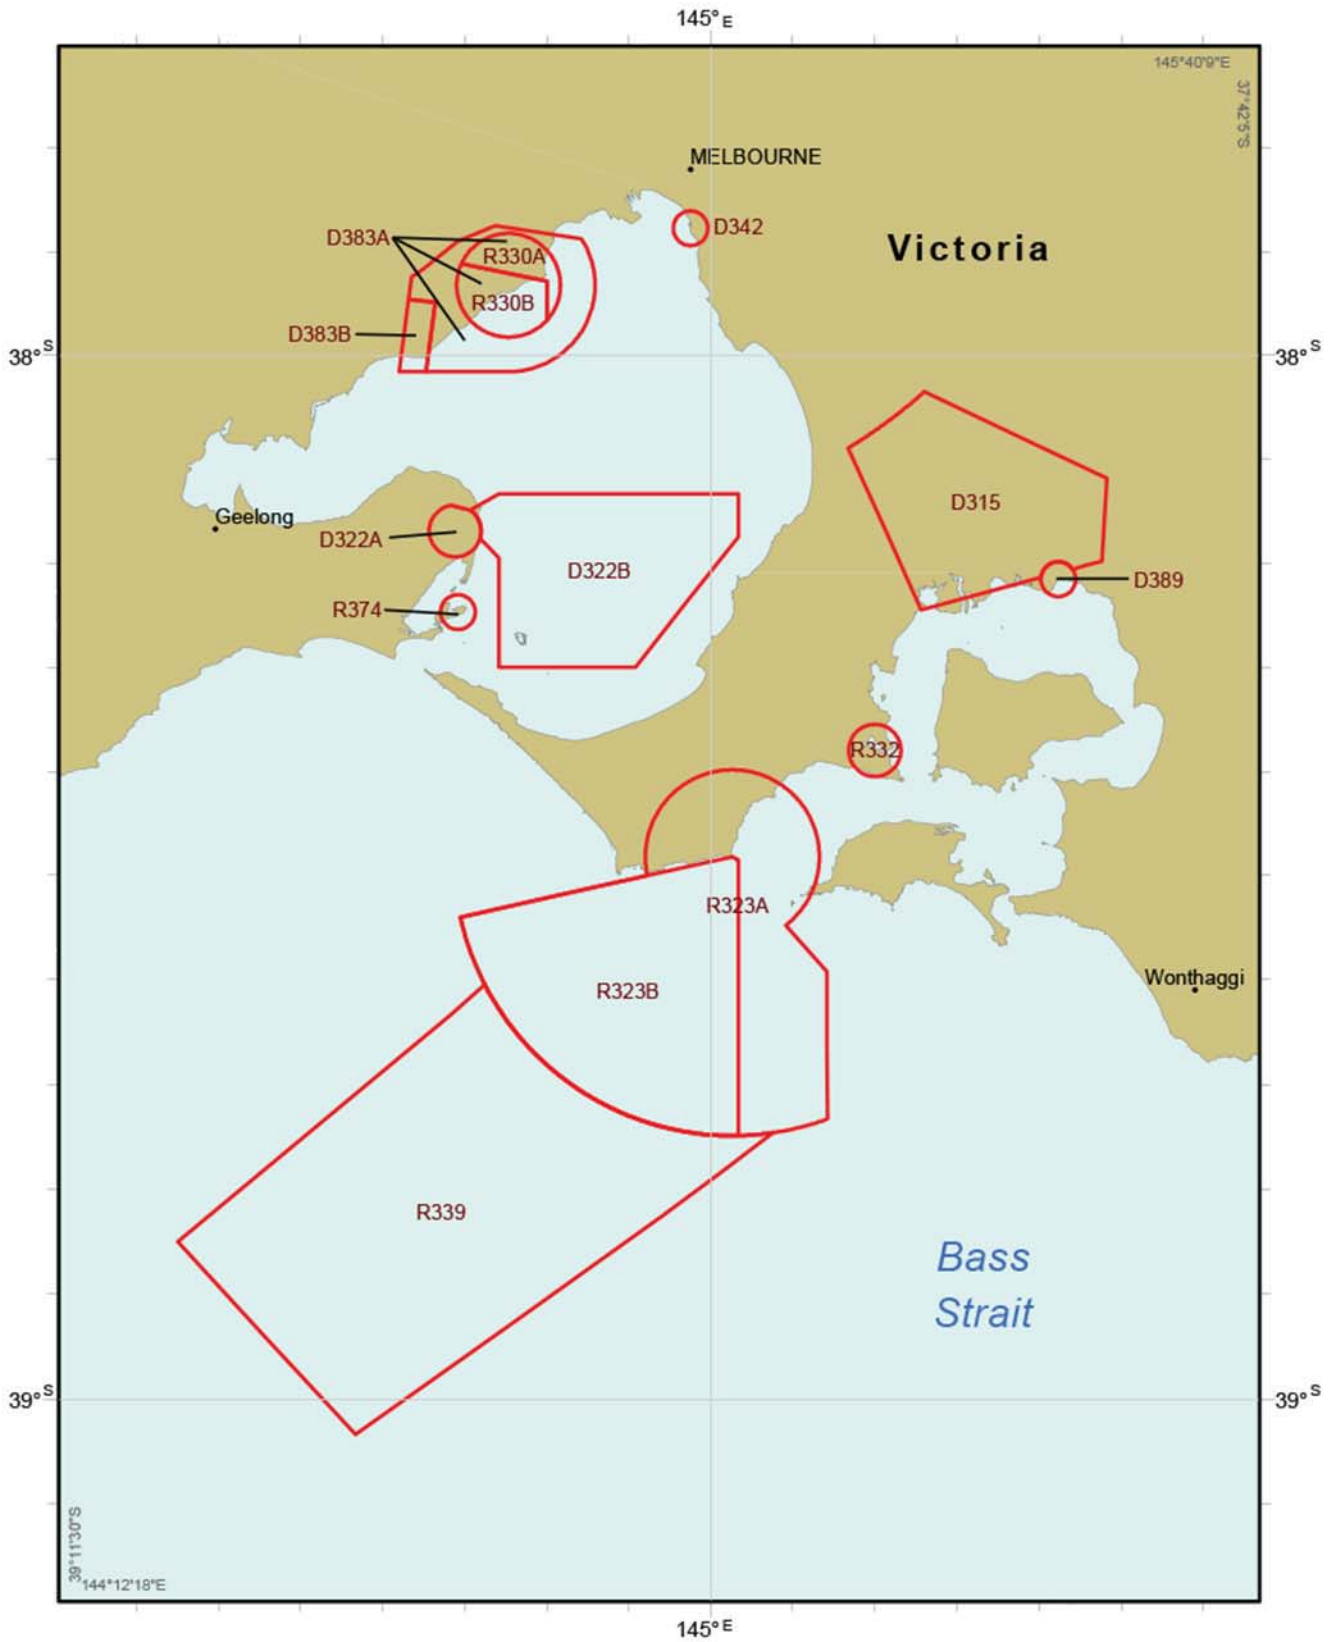 145° E
145°40'9"E
37°42'5"S
MELBOURNE
D342
Victoria
D383A
R330A
R330B
D383B
38° S
38° S
D315
Geelong
D322A
D322B
D389
R374
R332
R323A
R323B
Wonthaggi
R339
Bass
Strait
39° S
39° S
39°11'30"S
144°12'18"E
145° E